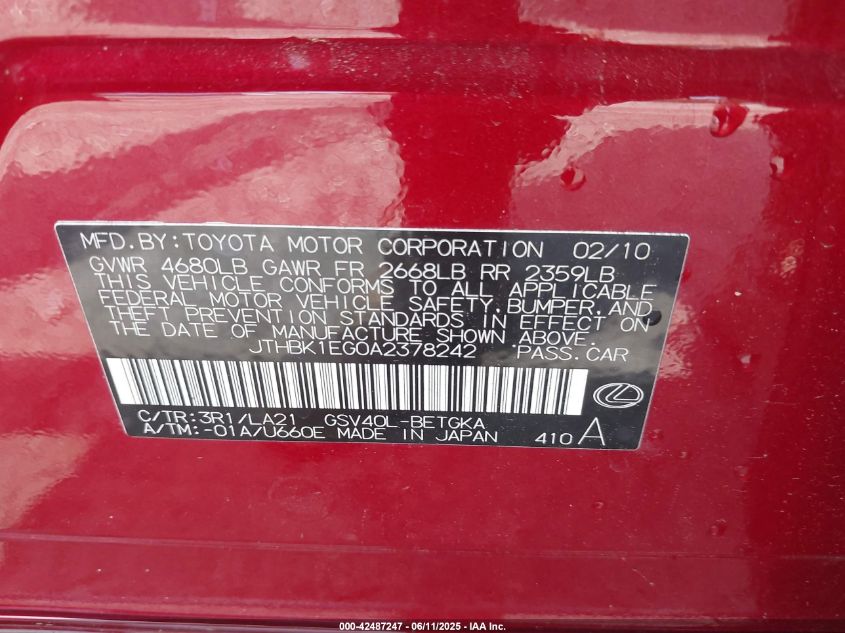 MFD.BY:TOYOTA MOTOR CORPORATION 02/10
GVWR 4680LB GAWR FR 2668LB RR 2359LB
THIS VEHICLE CONFORMS TO ALL APPLICABLE
FEDERAL MOTOR VEHICLE SAFETY,BUMPER,AND
THEFT PREVENTION STANDARDS IN EFFECT ON
THE DATE OF MANUFACTURE SHOWN ABOVE.
JTHBK1EG0A2378242 PASS.CAR
C/TR:3R1/LA21 GSV40L-BETGKA
A/TM:-01A/U660E MADE IN JAPAN 410 A
000-42487247 - 06/11/2025 - IAA Inc.